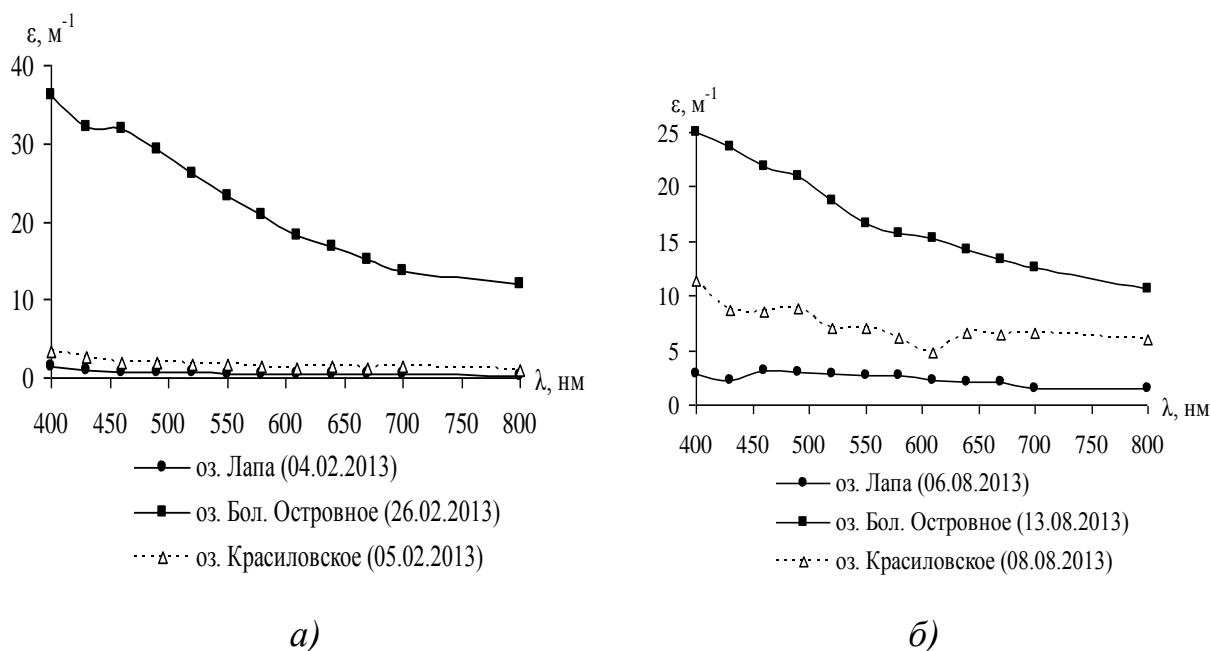 ε, м-1
40
30
20
10
0
400 450 500 550 600 650 700 750 800
λ, нм
оз. Лапа (04.02.2013)
оз. Бол. Островное (26.02.2013)
оз. Красиловское (05.02.2013)
а)
ε, м-1
25
20
15
10
5
0
400 450 500 550 600 650 700 750 800
λ, нм
оз. Лапа (06.08.2013)
оз. Бол. Островное (13.08.2013)
оз. Красиловское (08.08.2013)
б)